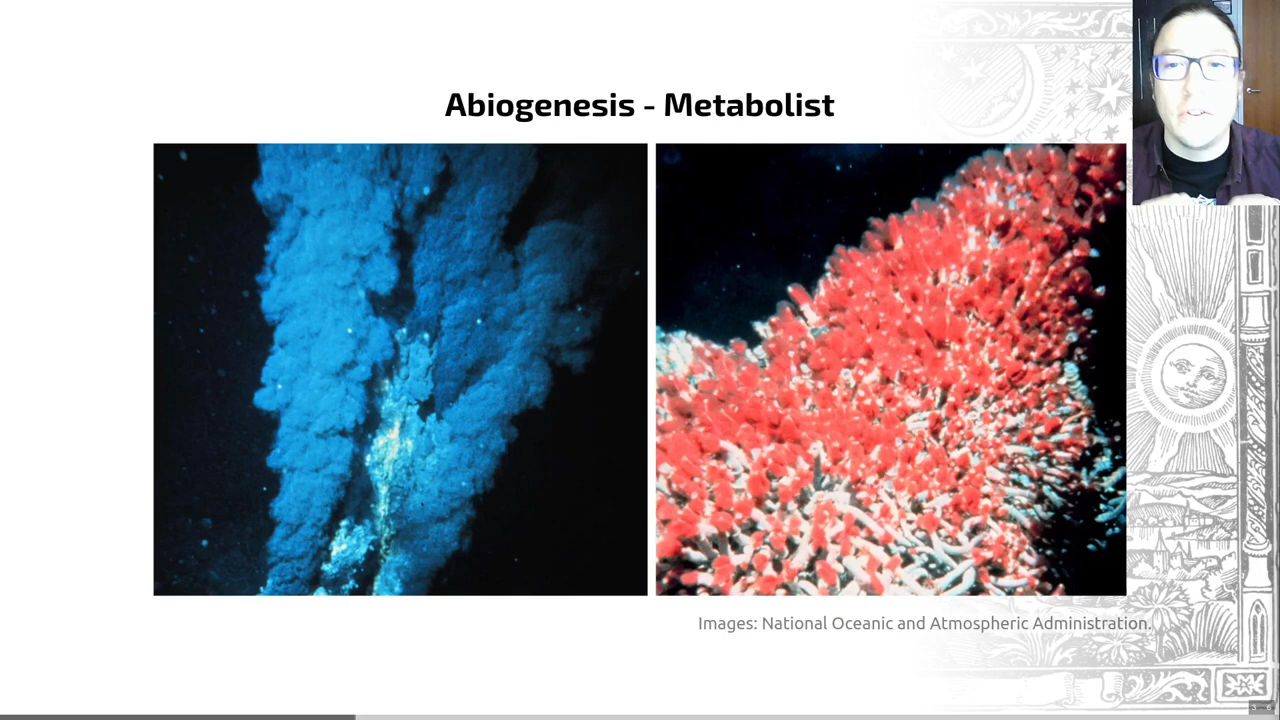 Abiogenesis - Metabolist
Images: National Oceanic and Atmospheric Administration.